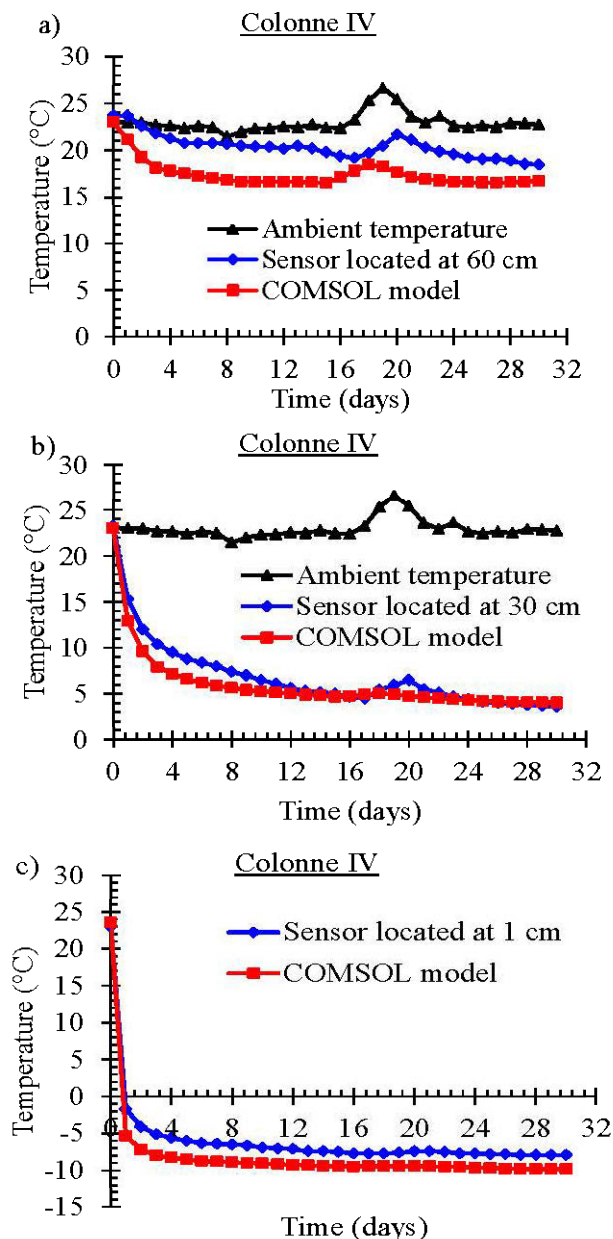 a)
Colonne IV
30
25
20
15
10
5
0
Temperature (°C)
Ambient temperature
Sensor located at 60 cm
COMSOL model
0 4 8 12 16 20 24 28 32
Time (days)
b)
Colonne IV
30
25
20
15
10
5
0
Temperature (°C)
Ambient temperature
Sensor located at 30 cm
COMSOL model
0 4 8 12 16 20 24 28 32
Time (days)
c)
Colonne IV
30
25
20
15
10
5
0
-5
-10
-15
Temperature (°C)
Sensor located at 1 cm
COMSOL model
0 4 8 12 16 20 24 28 32
Time (days)